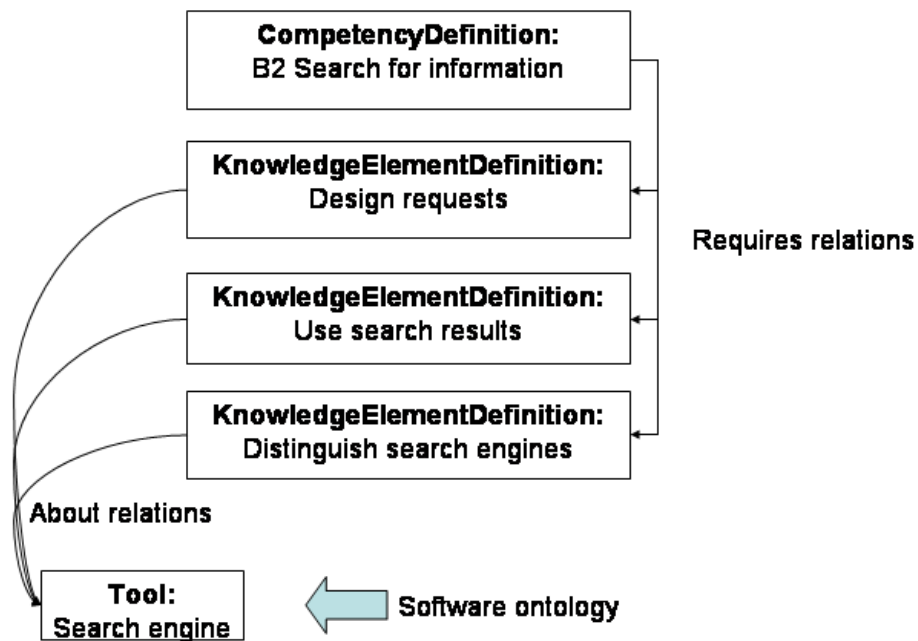 CompetencyDefinition:
B2 Search for information
KnowledgeElementDefinition:
Design requests
Requires relations
KnowledgeElementDefinition:
Use search results
KnowledgeElementDefinition:
Distinguish search engines
About relations
Tool:
Search engine
Software ontology